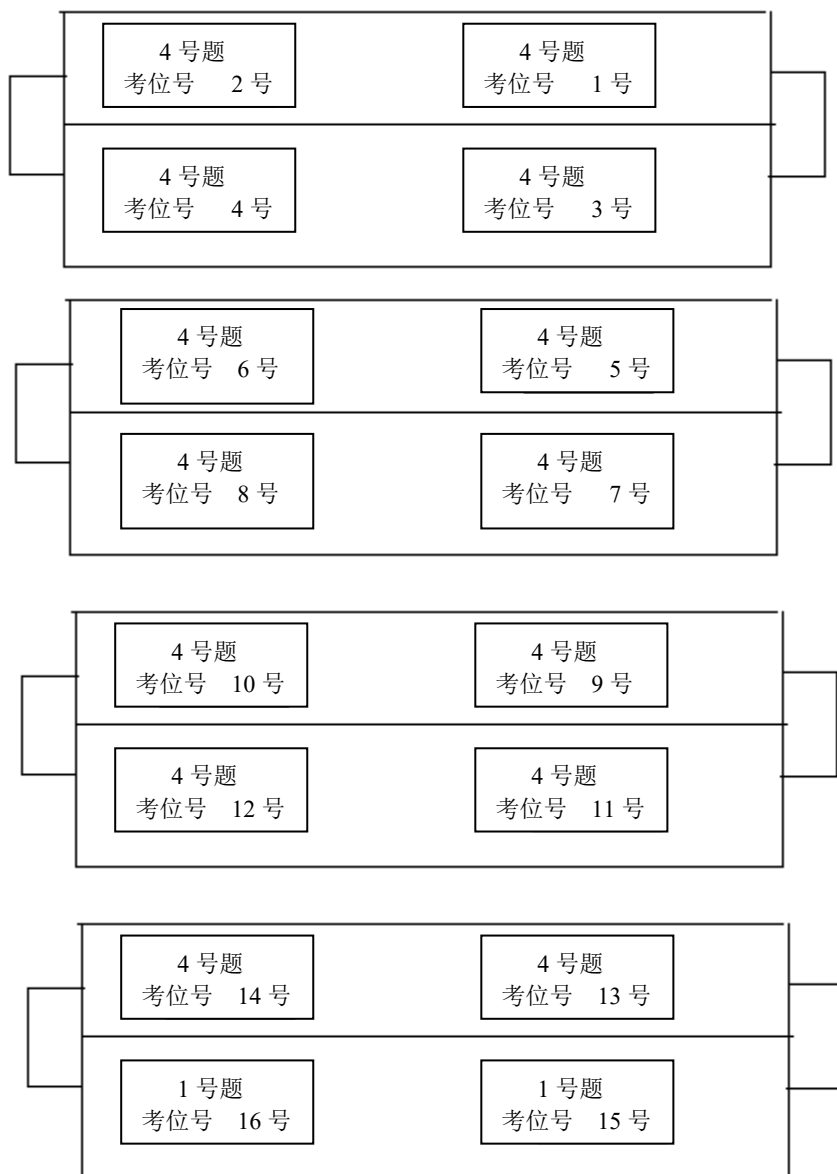 4 号题
考位号 2 号
4 号题
考位号 1 号
4 号题
考位号 4 号
4 号题
考位号 3 号
4 号题
考位号 6 号
4 号题
考位号 5 号
4 号题
考位号 8 号
4 号题
考位号 7 号
4 号题
考位号 10 号
4 号题
考位号 9 号
4 号题
考位号 12 号
4 号题
考位号 11 号
4 号题
考位号 14 号
4 号题
考位号 13 号
1 号题
考位号 16 号
1 号题
考位号 15 号